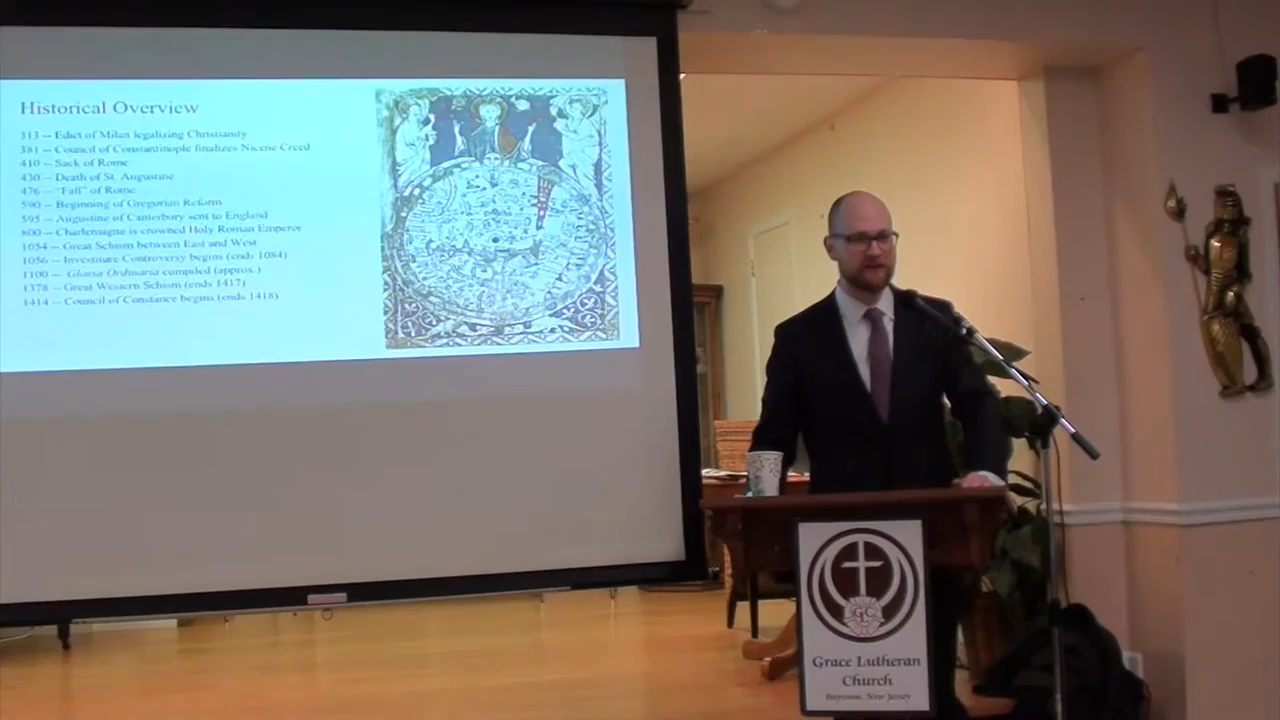 Historical Overview
313 -- Edict of Milan legalizing Christianity
381 -- Council of Constantinople finalizes Nicene Creed
410 -- Sack of Rome
430 -- Death of St. Augustine
476 -- "Fall" of Rome
590 -- Beginning of Gregorian Reform
595 -- Augustine of Canterbury sent to England
800 -- Charlemagne is crowned Holy Roman Emperor
1054 -- Great Schism between East and West
1056 -- Investiture Controversy begins (ends 1084)
1100 -- Glossa Ordinaria compiled (approx.)
1378 -- Great Western Schism (ends 1417)
1414 -- Council of Constance begins (ends 1418)
GLC
Grace Lutheran
Church
Bayonne, New Jersey